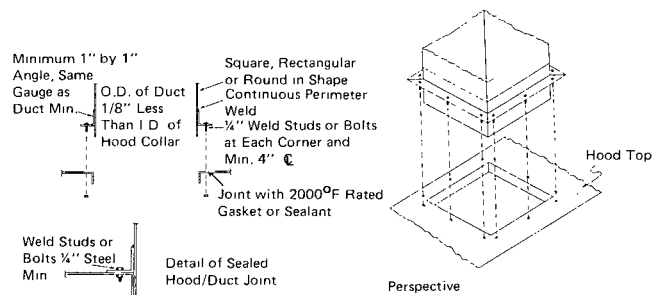 Minimum 1" by 1"
Angle, Same
Gauge as
Duct Min.
O.D. of Duct
1/8" Less
Than I D of
Hood Collar
Square, Rectangular
or Round in Shape
Continuous Perimeter
Weld
¼" Weld Studs or Bolts
at Each Corner and
Min. 4" ℄
Joint with 2000°F Rated
Gasket or Sealant
Hood Top
Weld Studs or
Bolts ¼" Steel
Min
Detail of Sealed
Hood/Duct Joint
Perspective